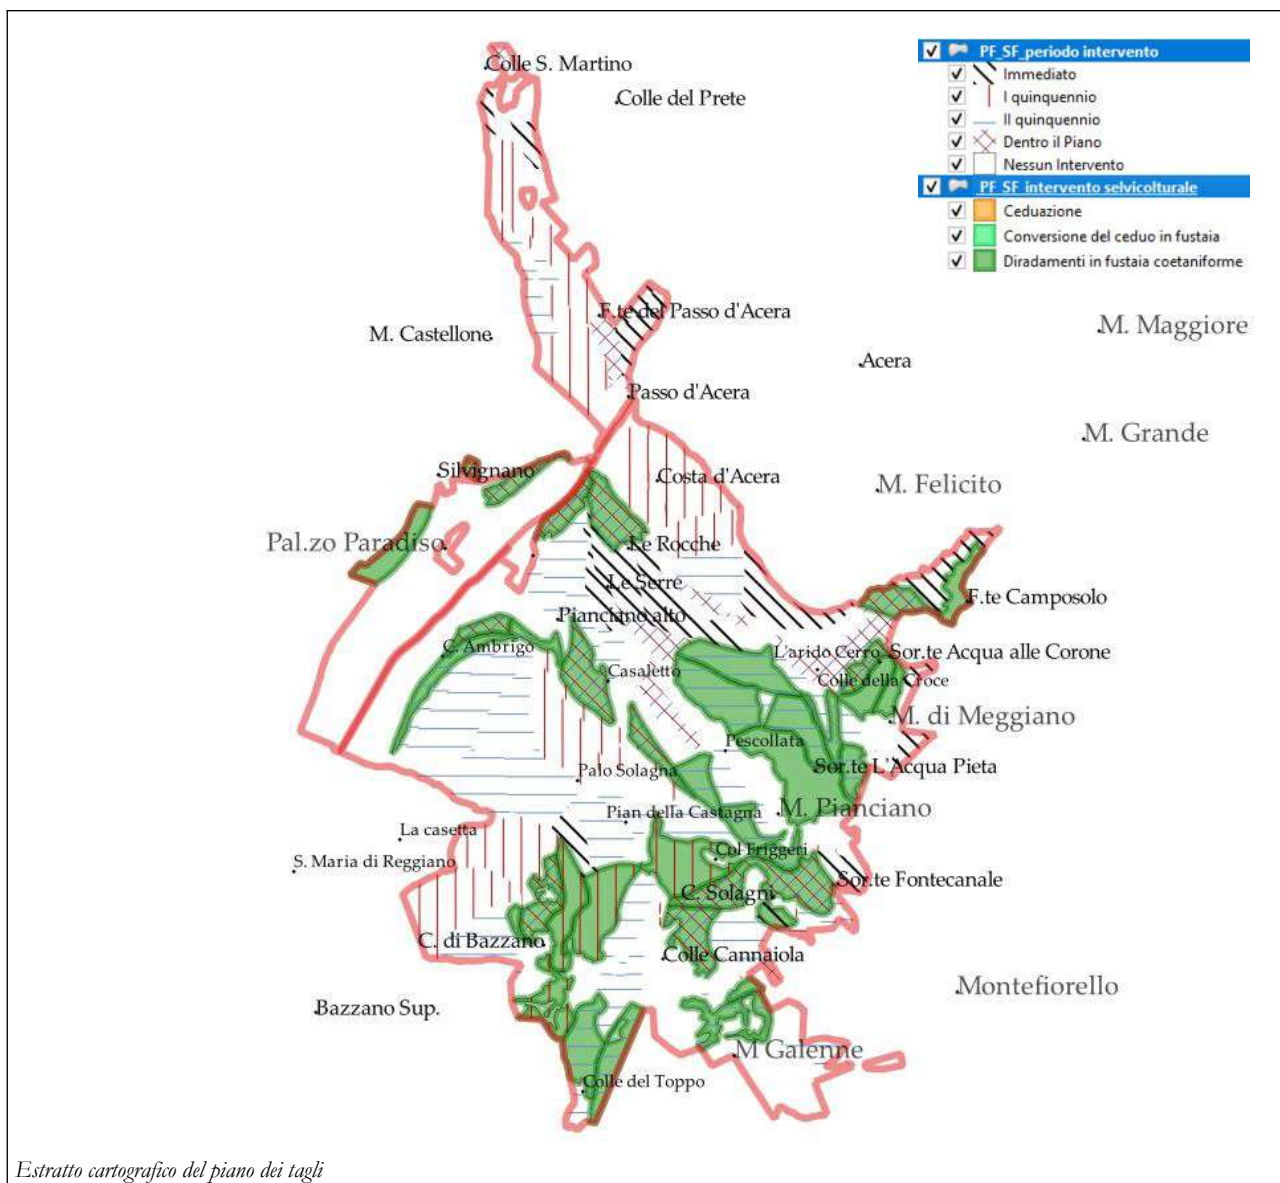 Colle S. Martino
Colle del Prete
PF_SF_periodo intervento
Immediato
I quinquennio
II quinquennio
Dentro il Piano
Nessun Intervento
PF_SF_intervento selvicolturale
Ceduazione
Conversione del ceduo in fustaia
Diradamenti in fustaia coetaniforme
F.te del Passo d'Acera
M. Castellone
M. Maggiore
Acera
Passo d'Acera
M. Grande
Silvignano
Costa d'Acera
M. Felicito
Pal.zo Paradiso
Le Rocche
Le Serre
F.te Camposolo
Pianciano alto
C. Ambrigo
L'arido Cerro
Sor.te Acqua alle Corone
Casaletto
Colle della Croce
M. di Meggiano
Pescollata
Palo Solagna
Sor.te L'Acqua Pieta
Pian della Castagna
M. Pianciano
La casetta
S. Maria di Reggiano
Col Friggeri
C. Solagni
Sor.te Fontecanale
C. di Bazzano
Colle Cannaiola
Montefiorello
Bazzano Sup.
M Galenne
Colle del Toppo
Estratto cartografico del piano dei tagli